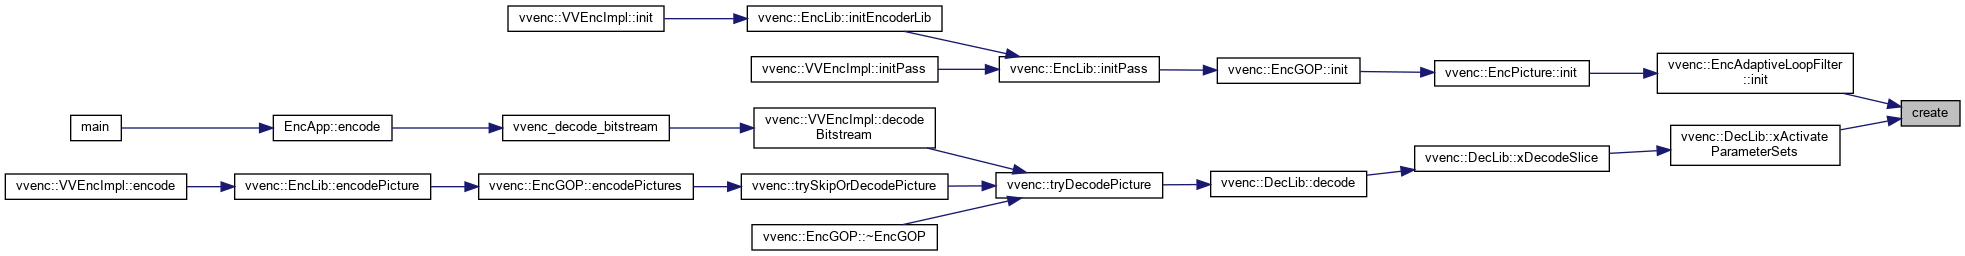 vvenc::VVEncImpl::init
vvenc::EncLib::initEncoderLib
vvenc::VVEncImpl::initPass
vvenc::EncLib::initPass
vvenc::EncGOP::init
vvenc::EncPicture::init
vvenc::EncAdaptiveLoopFilter
::init
create
main
EncApp::encode
vvenc_decode_bitstream
vvenc::VVEncImpl::decode
Bitstream
vvenc::DecLib::xActivate
ParameterSets
vvenc::DecLib::xDecodeSlice
vvenc::VVEncImpl::encode
vvenc::EncLib::encodePicture
vvenc::EncGOP::encodePictures
vvenc::trySkipOrDecodePicture
vvenc::tryDecodePicture
vvenc::DecLib::decode
vvenc::EncGOP::~EncGOP